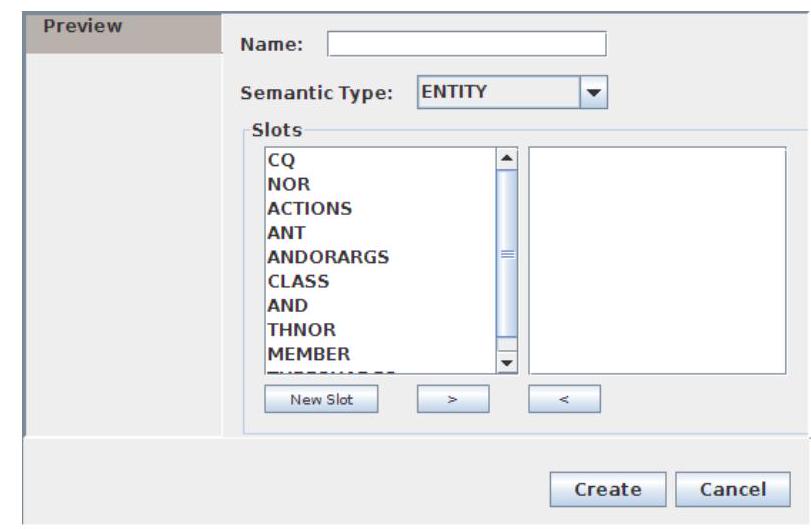 Preview
Name:
Semantic Type: ENTITY
Slots
CQ
NOR
ACTIONS
ANT
ANDORARGS
CLASS
AND
THNOR
MEMBER
New Slot > <
Create Cancel